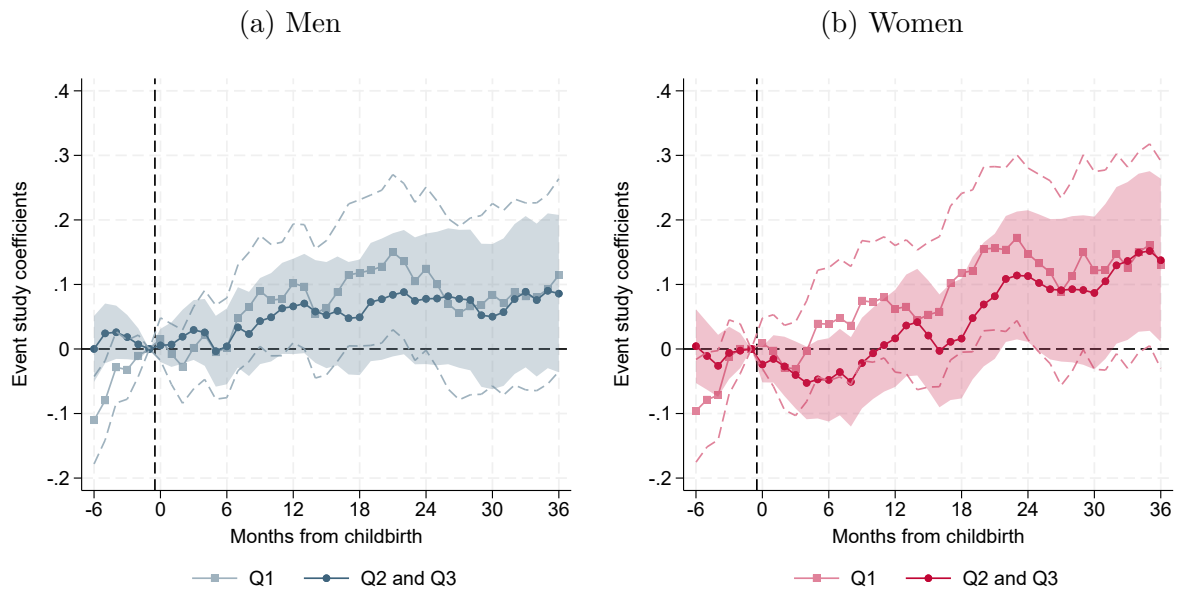 (a) Men
.4
.3
.2
.1
0
-.1
-.2
Event study coefficients
-6 0 6 12 18 24 30 36
Months from childbirth
Q1 Q2 and Q3
(b) Women
.4
.3
.2
.1
0
-.1
-.2
Event study coefficients
-6 0 6 12 18 24 30 36
Months from childbirth
Q1 Q2 and Q3